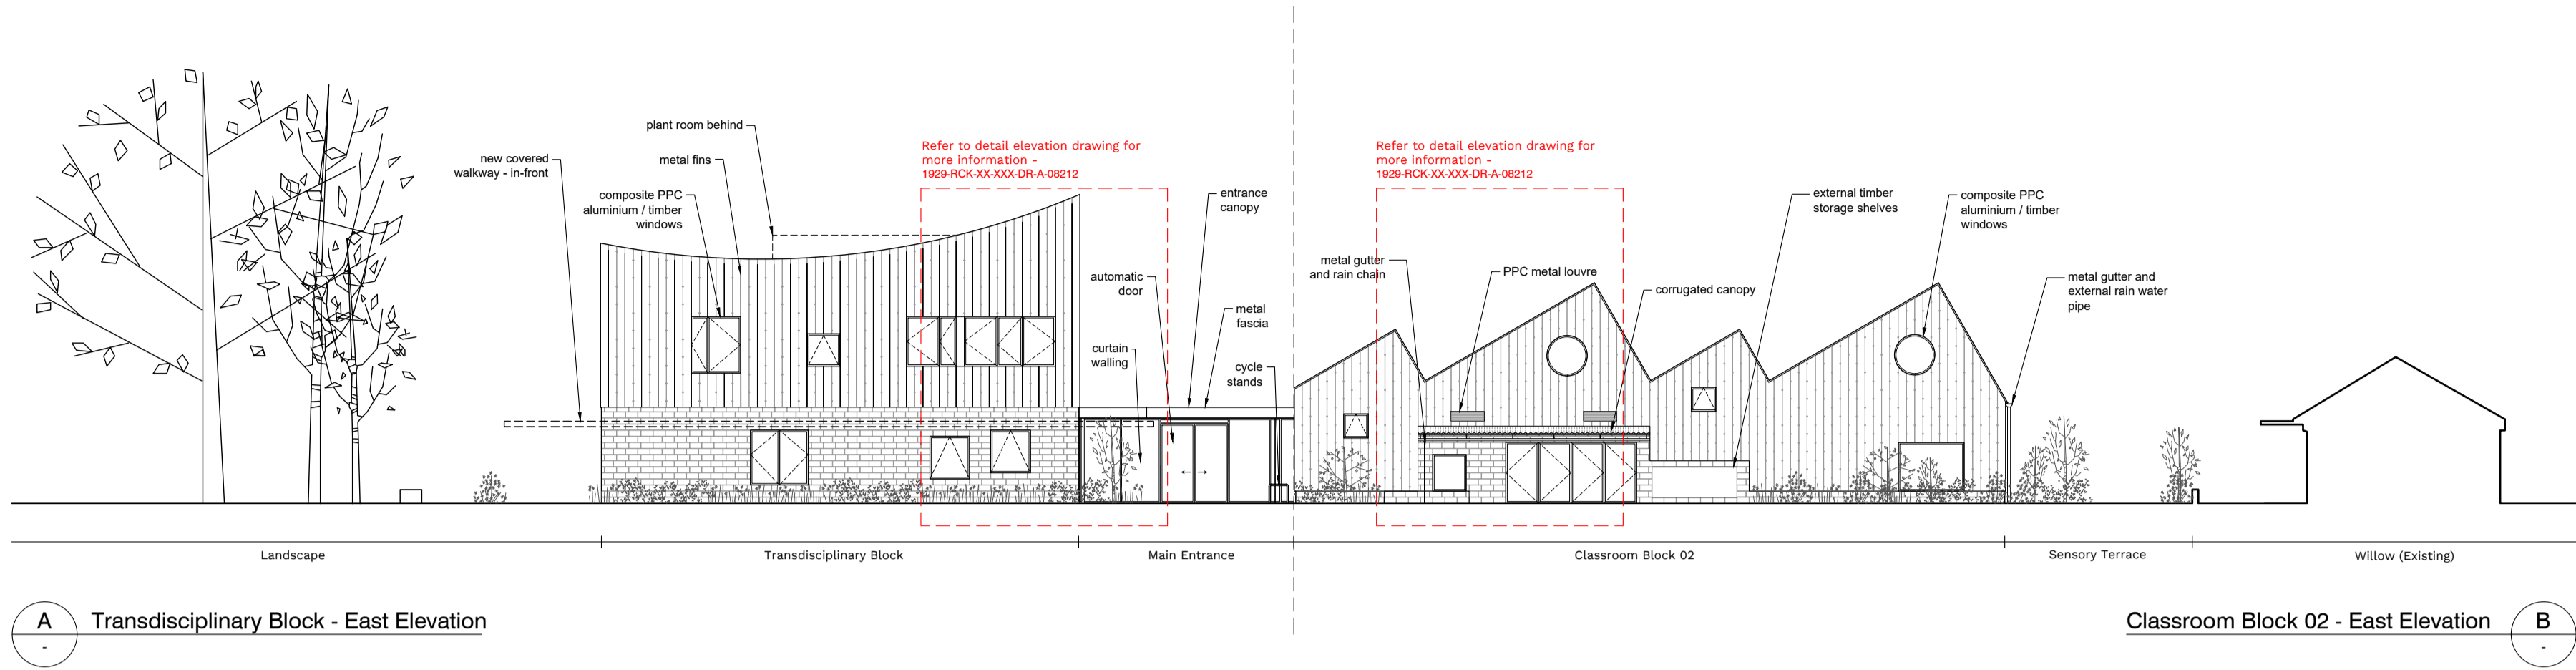 plant room behind
metal fins
new covered
walkway - in-front
composite PPC
aluminium / timber
windows
Refer to detail elevation drawing for
more information -
1929-RCK-XX-XXX-DR-A-08212
entrance
canopy
automatic
door
metal
fascia
curtain
walling
cycle
stands
Refer to detail elevation drawing for
more information -
1929-RCK-XX-XXX-DR-A-08212
metal gutter
and rain chain
PPC metal louvre
corrugated canopy
external timber
storage shelves
composite PPC
aluminium / timber
windows
metal gutter and
external rain water
pipe
Landscape
Transdisciplinary Block
Main Entrance
Classroom Block 02
Sensory Terrace
Willow (Existing)
A
-
Transdisciplinary Block - East Elevation
Classroom Block 02 - East Elevation
B
-